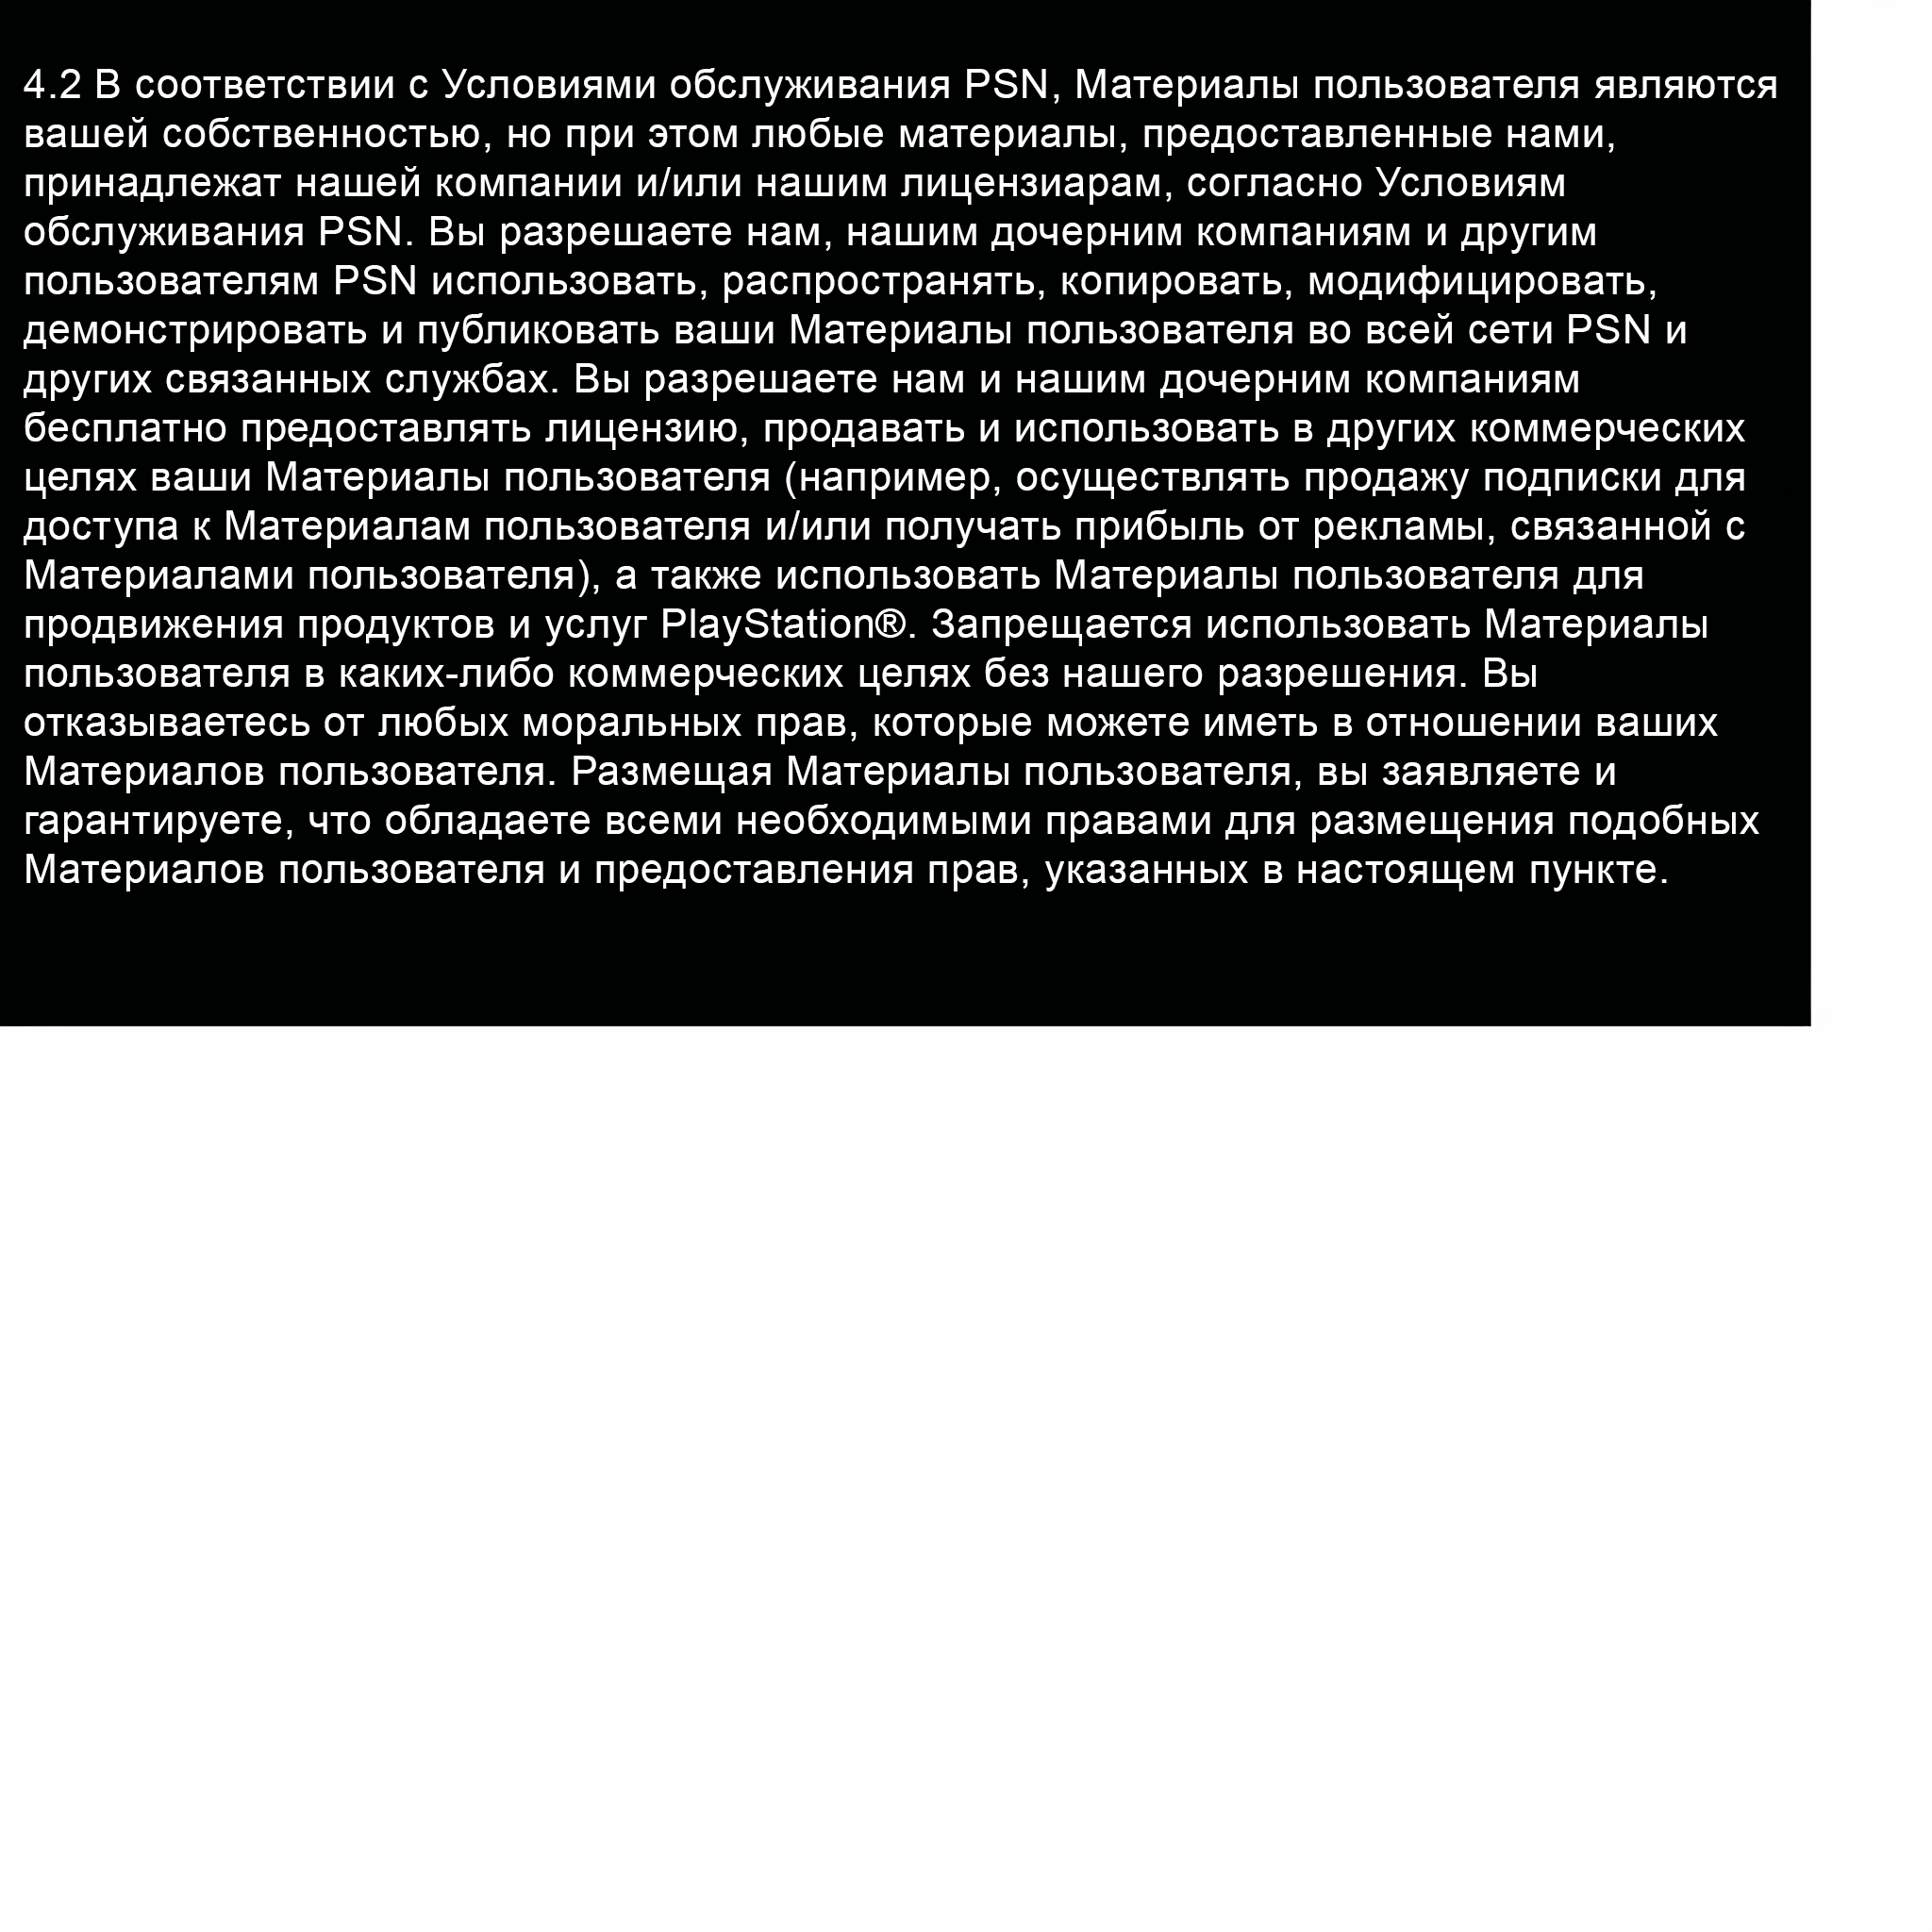 4.2 В соответствии с Условиями обслуживания PSN, Материалы пользователя являются
вашей собственностью, но при этом любые материалы, предоставленные нами,
принадлежат нашей компании и/или нашим лицензиарам, согласно Условиям
обслуживания PSN. Вы разрешаете нам, нашим дочерним компаниям и другим
пользователям PSN использовать, распространять, копировать, модифицировать,
демонстрировать и публиковать ваши Материалы пользователя во всей сети PSN и
других связанных службах. Вы разрешаете нам и нашим дочерним компаниям
бесплатно предоставлять лицензию, продавать и использовать в других коммерческих
целях ваши Материалы пользователя (например, осуществлять продажу подписки для
доступа к Материалам пользователя и/или получать прибыль от рекламы, связанной с
Материалами пользователя), а также использовать Материалы пользователя для
продвижения продуктов и услуг PlayStation®. Запрещается использовать Материалы
пользователя в каких-либо коммерческих целях без нашего разрешения. Вы
отказываетесь от любых моральных прав, которые можете иметь в отношении ваших
Материалов пользователя. Размещая Материалы пользователя, вы заявляете и
гарантируете, что обладаете всеми необходимыми правами для размещения подобных
Материалов пользователя и предоставления прав, указанных в настоящем пункте.